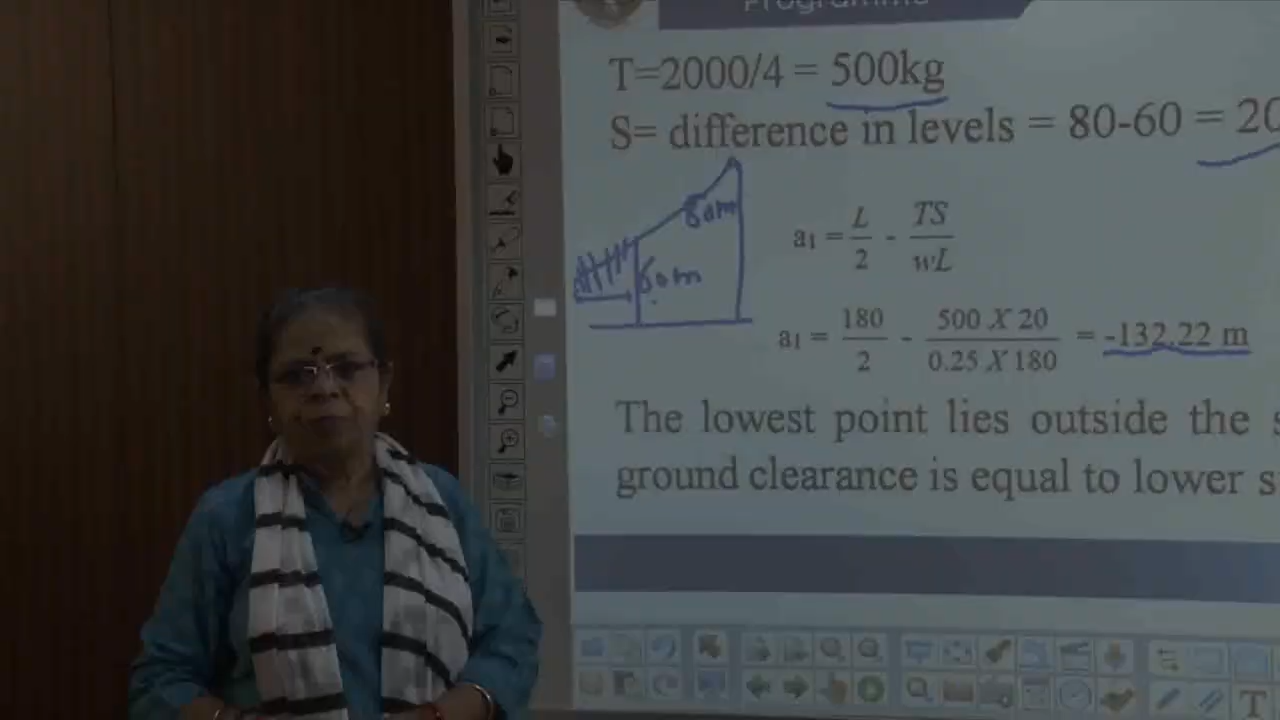 Programme
T=2000/4 = 500kg
S= difference in levels = 80-60 = 20
80m
60m
a₁ = L/2 - TS/wL
a₁ = 180/2 - 500 X 20/0.25 X 180 = -132.22 m
The lowest point lies outside the
ground clearance is equal to lower
T